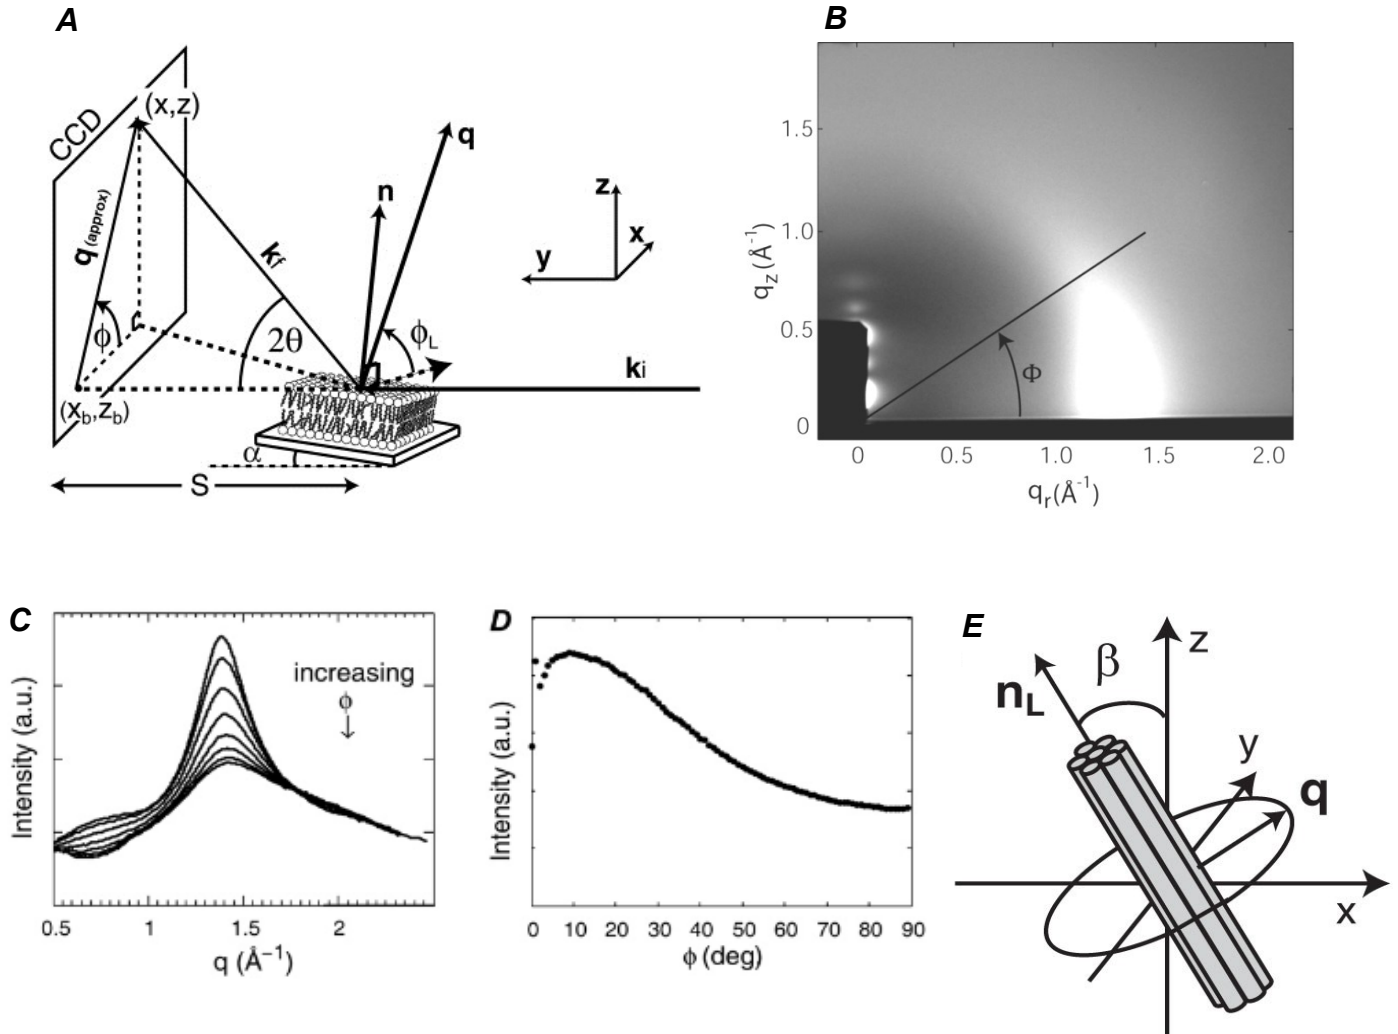 A
CCD
(x,z)
q(approx)
ϕ
(xb,zb)
kf
2θ
n
q
ϕL
ki
α
S
z
x
y
B
1.5
1.0
0.5
0
qz(Å-1)
Φ
0
0.5
1.0
1.5
2.0
qr(Å-1)
C
Intensity (a.u.)
increasing
ϕ
↓
0.5
1
1.5
2
q (Å−1)
D
Intensity (a.u.)
0
10
20
30
40
50
60
70
80
90
ϕ (deg)
E
nL
β
z
y
q
x